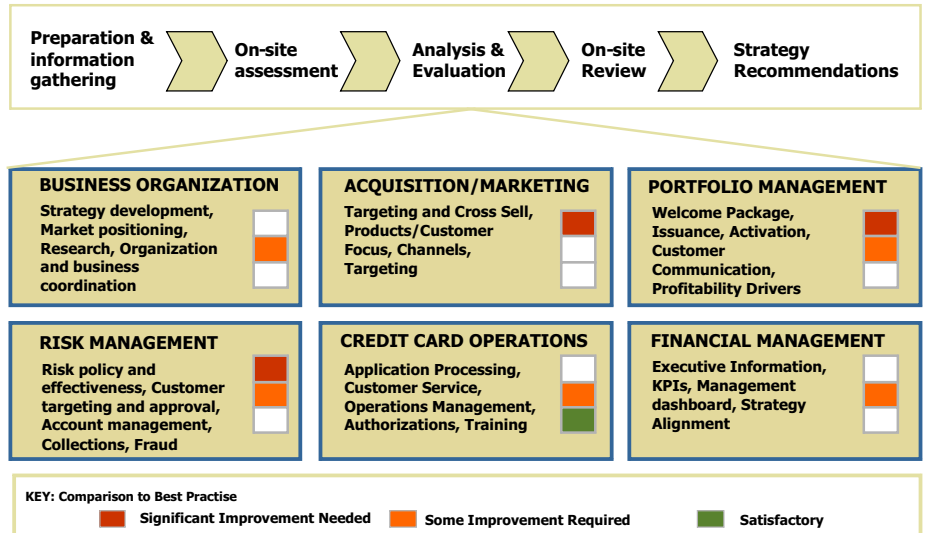 Preparation &
information
gathering
On-site
assessment
Analysis &
Evaluation
On-site
Review
Strategy
Recommendations
BUSINESS ORGANIZATION
Strategy development,
Market positioning,
Research, Organization
and business
coordination
ACQUISITION/MARKETING
Targeting and Cross Sell,
Products/Customer
Focus, Channels,
Targeting
PORTFOLIO MANAGEMENT
Welcome Package,
Issuance, Activation,
Customer
Communication,
Profitability Drivers
RISK MANAGEMENT
Risk policy and
effectiveness, Customer
targeting and approval,
Account management,
Collections, Fraud
CREDIT CARD OPERATIONS
Application Processing,
Customer Service,
Operations Management,
Authorizations, Training
FINANCIAL MANAGEMENT
Executive Information,
KPIs, Management
dashboard, Strategy
Alignment
KEY: Comparison to Best Practise
Significant Improvement Needed
Some Improvement Required
Satisfactory